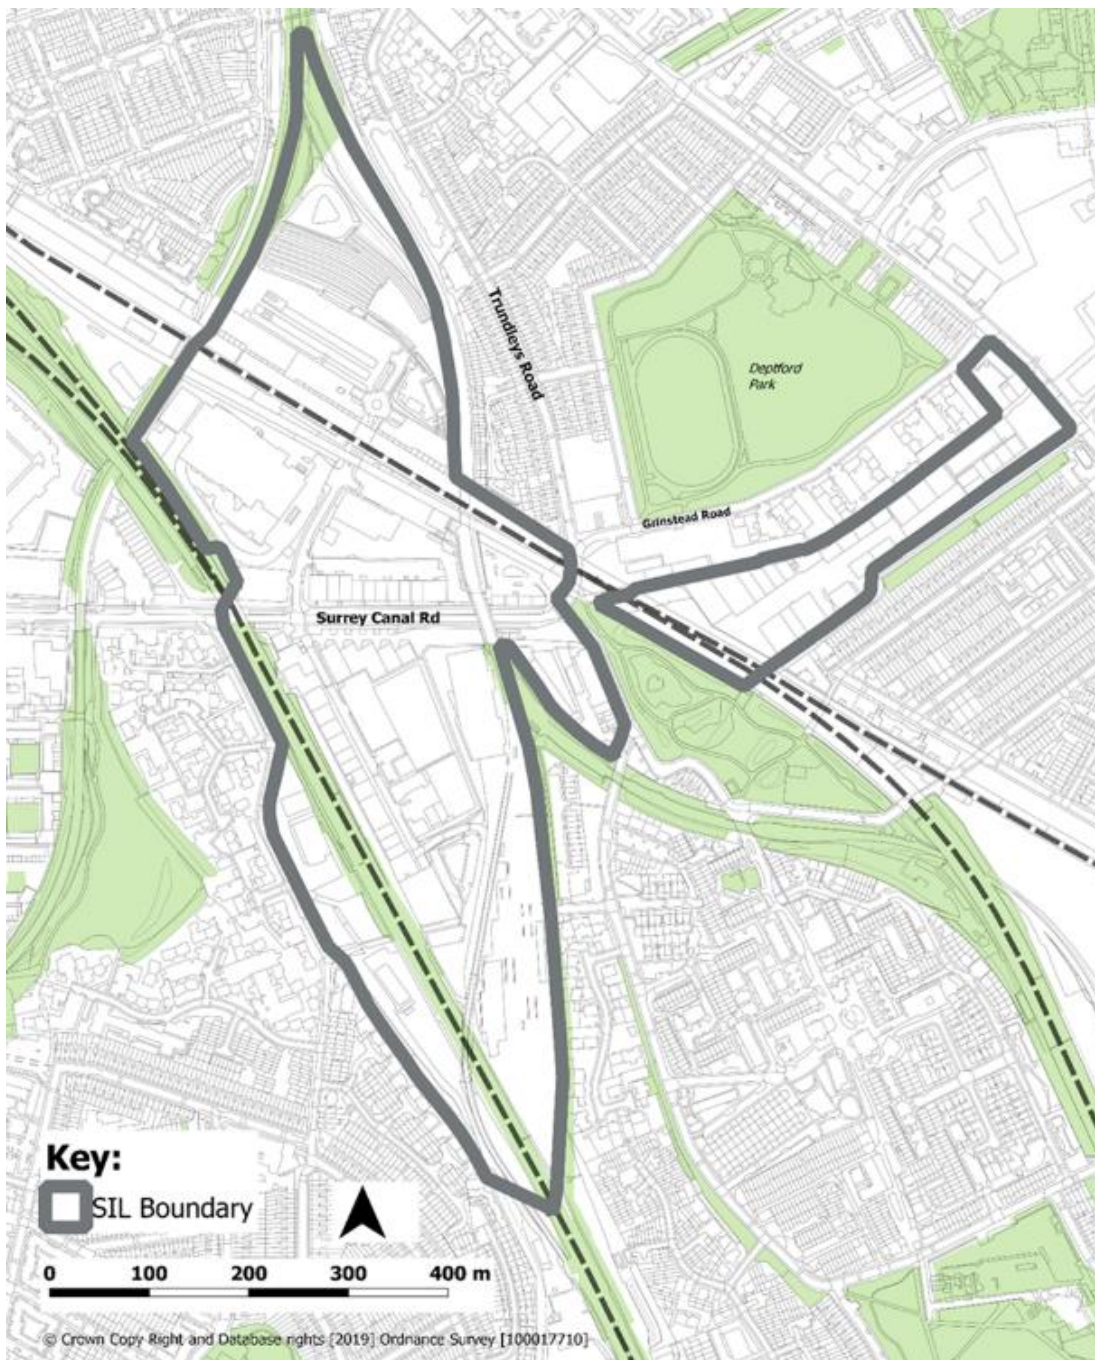 Trundleys Road
Deptford
Park
Grinstead Road
Surrey Canal Rd
Key:
SIL Boundary
0 100 200 300 400 m
© Crown Copy Right and Database rights [2019] Ordnance Survey [100017710]